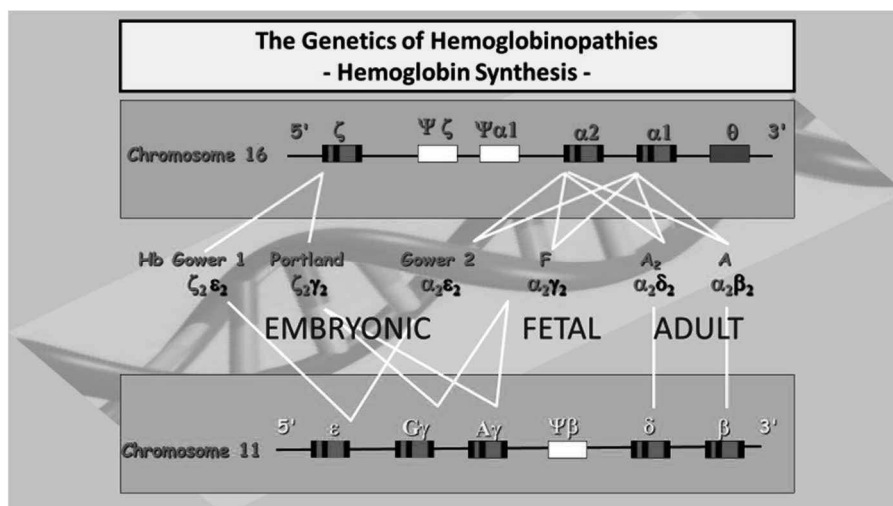 The Genetics of Hemoglobinopathies
- Hemoglobin Synthesis -
5' ζ Ψ ζ Ψα1 α2 α1 θ 3'
Chromosome 16
Hb Gower 1 Portland Gower 2 F A₂ A
ζ₂ε₂ ζ₂γ₂ α₂ε₂ α₂γ₂ α₂δ₂ α₂β₂
EMBRYONIC FETAL ADULT
5' ε Gγ Aγ Ψβ δ β 3'
Chromosome 11